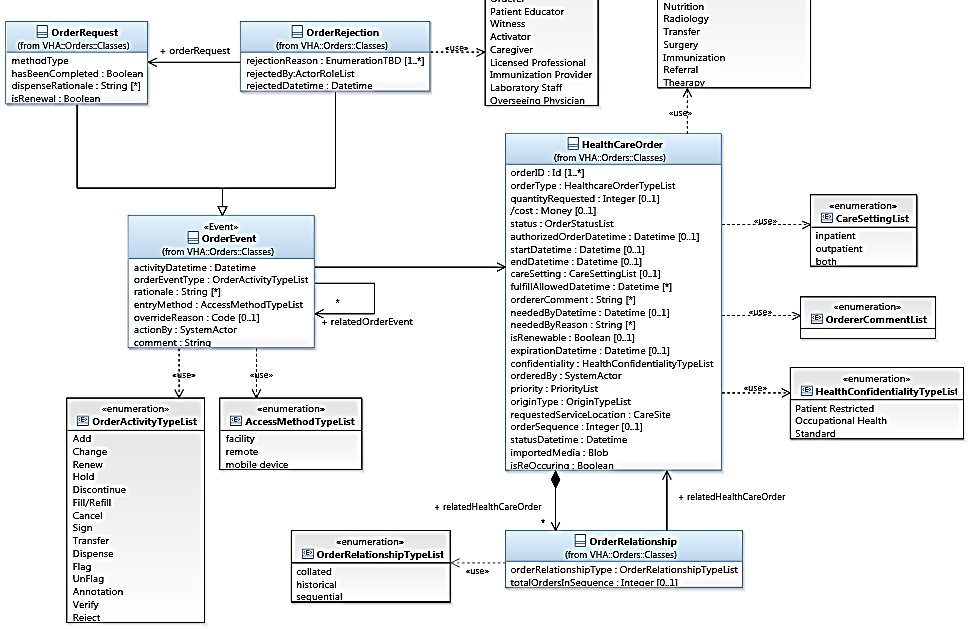 OrderRequest
(from VHA::Orders::Classes)
methodType
hasBeenCompleted : Boolean
dispenseRationale : String [*]
isRenewal : Boolean
+ orderRequest
OrderRejection
(from VHA::Orders::Classes)
rejectionReason : EnumerationTBD [1..*]
rejectedBy:ActorRoleList
rejectedDatetime : Datetime
«use»
Orderer
Patient Educator
Witness
Activator
Caregiver
Licensed Professional
Immunization Provider
Laboratory Staff
Overseeing Physician
Nutrition
Radiology
Transfer
Surgery
Immunization
Referral
Thearapy
«use»
HealthCareOrder
(from VHA::Orders::Classes)
orderID : Id [1..*]
orderType : HealthcareOrderTypeList
quantityRequested : Integer [0..1]
/cost : Money [0..1]
status : OrderStatusList
authorizedOrderDatetime : Datetime [0..1]
startDatetime : Datetime [0..1]
endDatetime : Datetime [0..1]
careSetting : CareSettingList [0..1]
fulfillAllowedDatetime : Datetime [*]
ordererComment : String [*]
neededByDatetime : Datetime [0..1]
neededByReason : String [*]
isRenewable : Boolean [0..1]
expirationDatetime : Datetime [0..1]
confidentiality : HealthConfidentialityTypeList
orderedBy : SystemActor
priority : PriorityList
originType : OriginTypeList
requestedServiceLocation : CareSite
orderSequence : Integer [0..1]
statusDatetime : Datetime
importedMedia : Blob
isReOccuring : Boolean
«Event»
OrderEvent
(from VHA::Orders::Classes)
activityDatetime : Datetime
orderEventType : OrderActivityTypeList
rationale : String [*]
entryMethod : AccessMethodTypeList
overrideReason : Code [0..1]
actionBy : SystemActor
comment : String
*
+ relatedOrderEvent
«use»
«use»
«enumeration»
OrderActivityTypeList
Add
Change
Renew
Hold
Discontinue
Fill/Refill
Cancel
Sign
Transfer
Dispense
Flag
UnFlag
Annotation
Verify
Reject
«enumeration»
AccessMethodTypeList
facility
remote
mobile device
«use»
«enumeration»
CareSettingList
inpatient
outpatient
both
«use»
«enumeration»
OrdererCommentList
«use»
«enumeration»
HealthConfidentialityTypeList
Patient Restricted
Occupational Health
Standard
+ relatedHealthCareOrder
*
+ relatedHealthCareOrder
OrderRelationship
(from VHA::Orders::Classes)
orderRelationshipType : OrderRelationshipTypeList
totalOrdersInSequence : Integer [0..1]
«use»
«enumeration»
OrderRelationshipTypeList
collated
historical
sequential